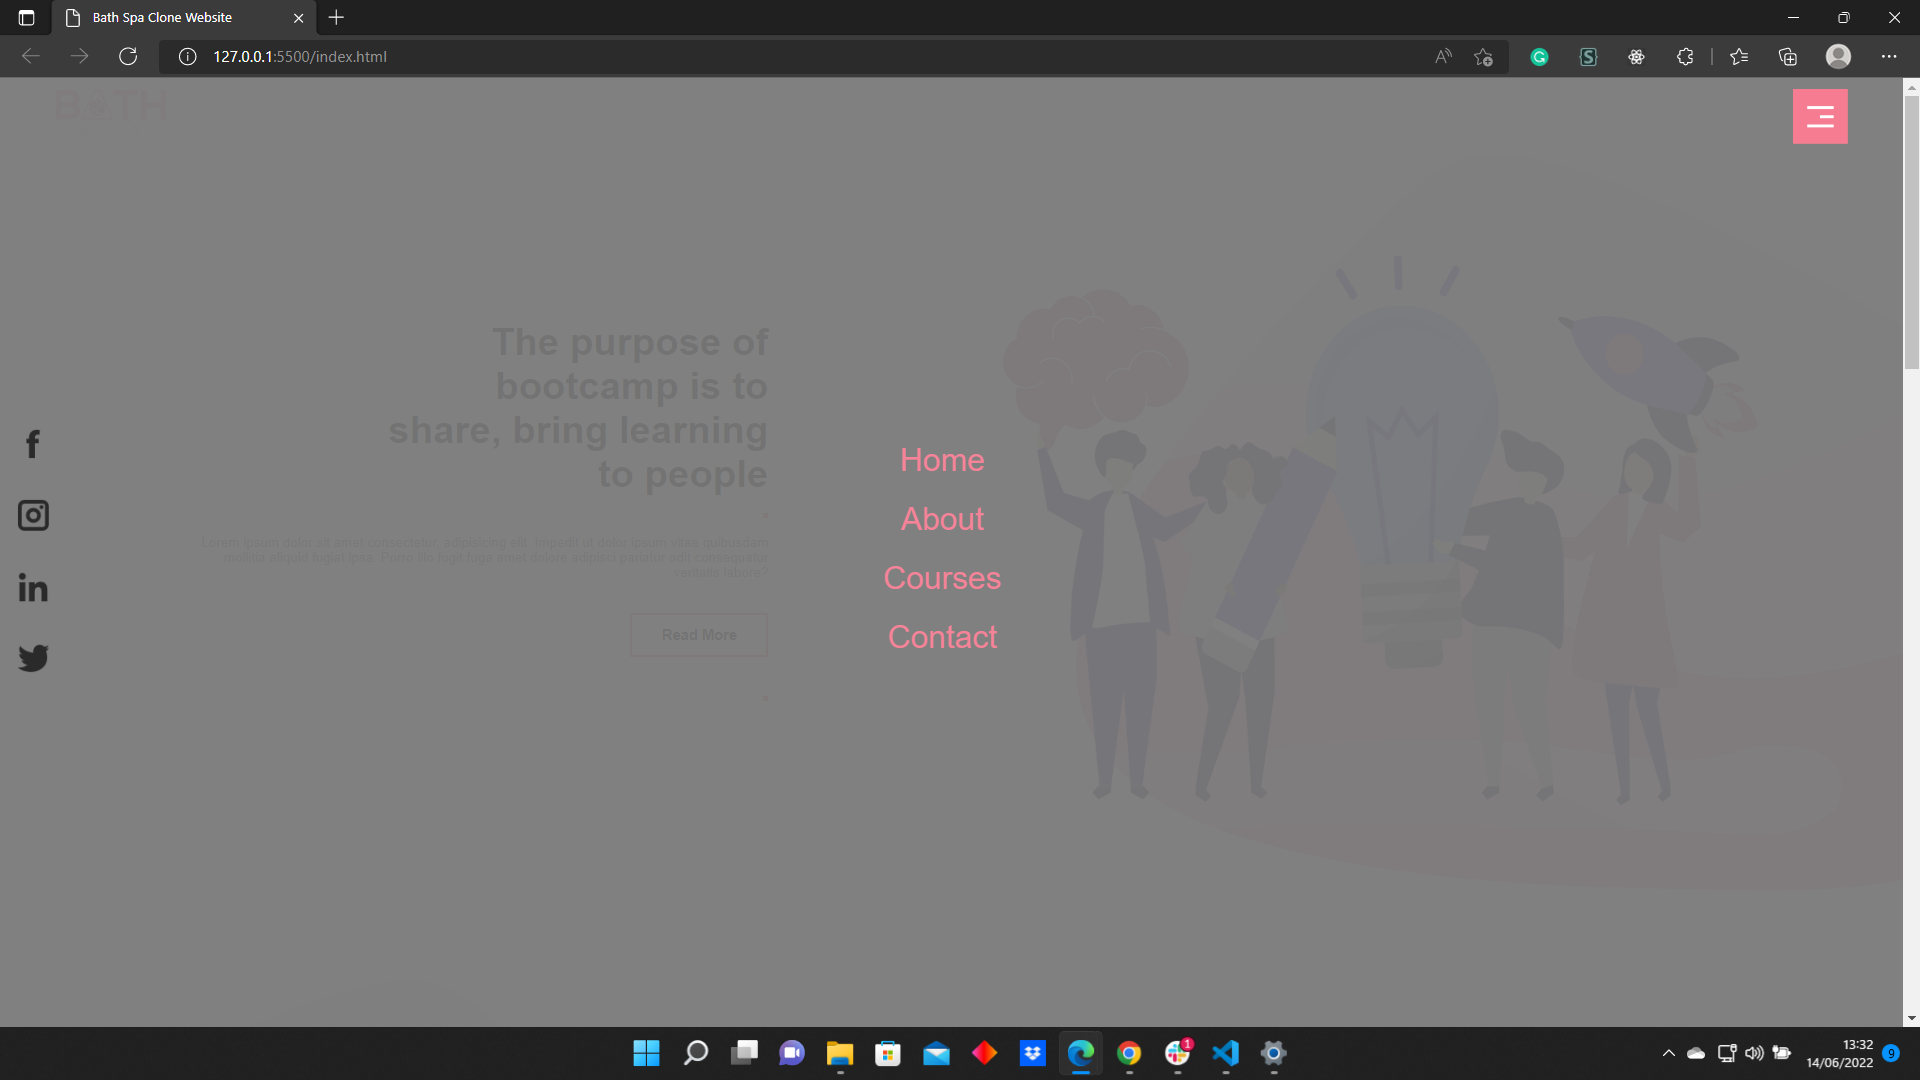 Bath Spa Clone Website
127.0.0.1:5500/index.html
BATH
The purpose of
bootcamp is to
share, bring learning
to people
Lorem ipsum dolor sit amet consectetur, adipisicing elit. Impedit ut dolor ipsum vitae quibusdam
mollitia eliquid fugiat ipsa. Porro illo fugit fuga amet dolore adipisci pariatur odit consequatur
veritatis labore?
Read More
Home
About
Courses
Contact
1
13:32
14/06/2022
9